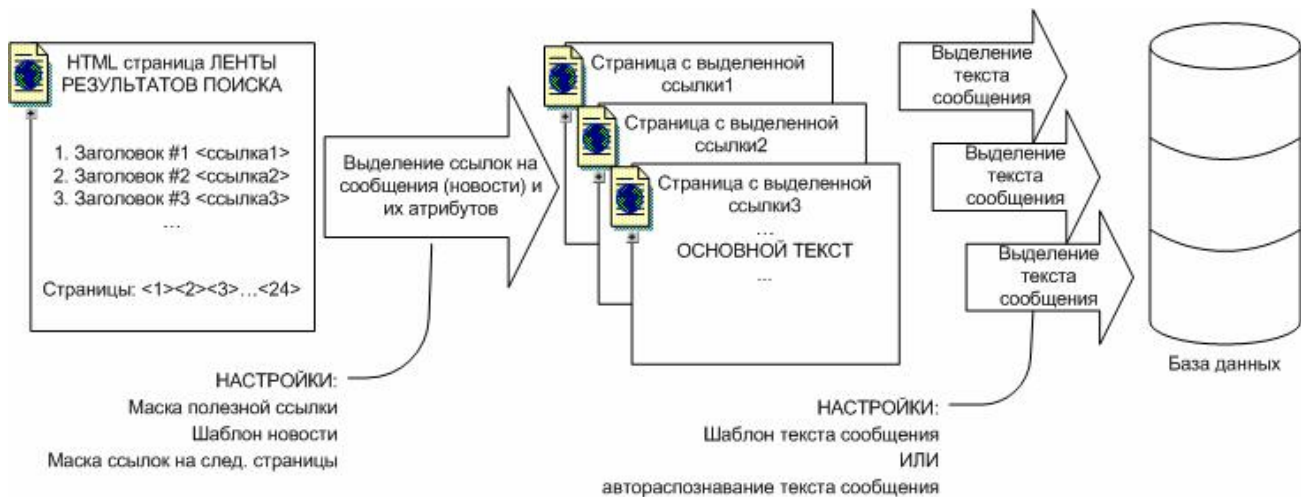 HTML страница ЛЕНТЫ
РЕЗУЛЬТАТОВ ПОИСКА
1. Заголовок #1 <ссылка1>
2. Заголовок #2 <ссылка2>
3. Заголовок #3 <ссылка3>
...
Страницы: <1><2><3>...<24>
Выделение ссылок на
сообщения (новости) и
их атрибутов
НАСТРОЙКИ:
Маска полезной ссылки
Шаблон новости
Маска ссылок на след. страницы
Страница с выделенной
ссылки1
Страница с выделенной
ссылки2
Страница с выделенной
ссылки3
...
ОСНОВНОЙ ТЕКСТ
...
Выделение
текста
сообщения
Выделение
текста
сообщения
Выделение
текста
сообщения
НАСТРОЙКИ:
Шаблон текста сообщения
ИЛИ
автораспознавание текста сообщения
База данных